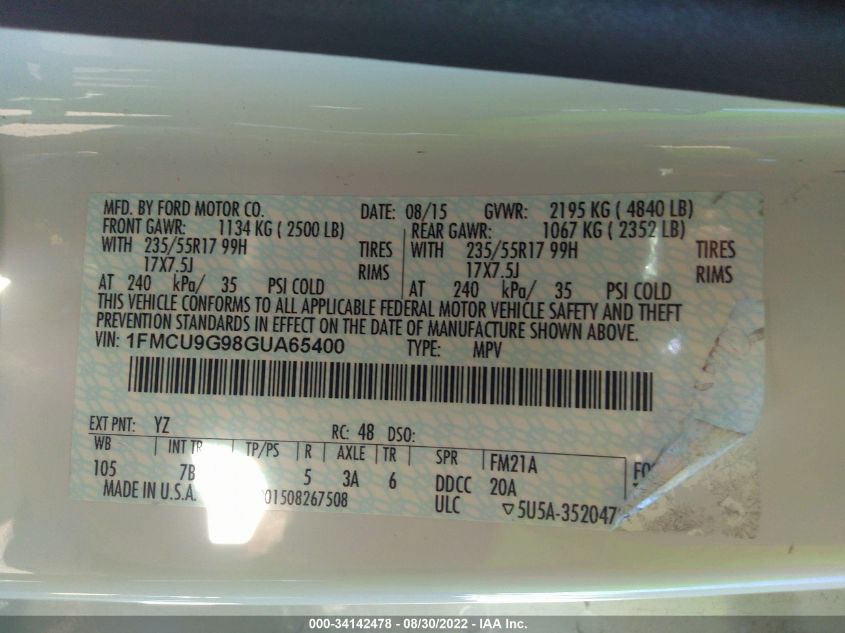 MFD. BY FORD MOTOR CO. DATE: 08/15 GVWR: 2195 KG ( 4840 LB)
FRONT GAWR: 1134 KG ( 2500 LB) REAR GAWR: 1067 KG ( 2352 LB)
WITH 235/55R17 99H TIRES WITH 235/55R17 99H TIRES
17X7.5J RIMS 17X7.5J RIMS
AT 240 kPa/ 35 PSI COLD AT 240 kPa/ 35 PSI COLD
THIS VEHICLE CONFORMS TO ALL APPLICABLE FEDERAL MOTOR VEHICLE SAFETY AND THEFT
PREVENTION STANDARDS IN EFFECT ON THE DATE OF MANUFACTURE SHOWN ABOVE.
VIN: 1FMCU9G98GUA65400 TYPE: MPV
EXT PNT: YZ RC: 48 DSO:
WB INT TR TP/PS R AXLE TR SPR FM21A
105 7B 5 3A 6 DDCC 20A
MADE IN U.S.A. 01508267508 ULC ▽5U5A-352047
000-34142478 - 08/30/2022 - IAA Inc.